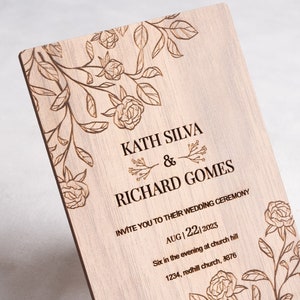 KATH SILVA
&
RICHARD GOMES
INVITE YOU TO THEIR WEDDING CEREMONY
AUG |22| 2023
Six in the evening at church hill
1234, redhill church, J876